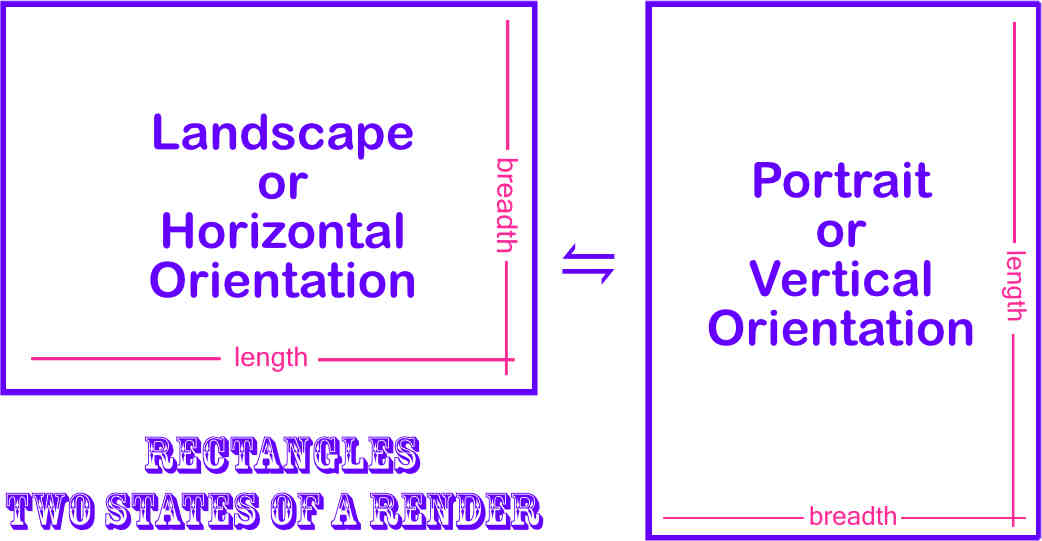 Landscape
or
Horizontal
Orientation
breadth
length
Portrait
or
Vertical
Orientation
length
breadth
RECTANGLES
TWO STATES OF A RENDER